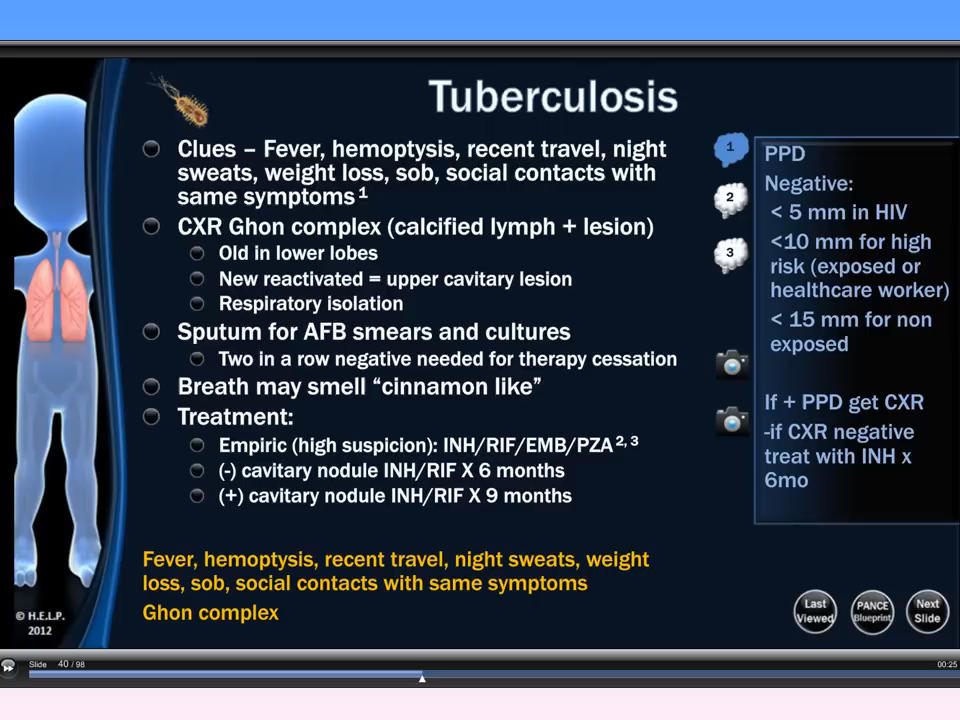 Tuberculosis
Clues – Fever, hemoptysis, recent travel, night
sweats, weight loss, sob, social contacts with
same symptoms 1
CXR Ghon complex (calcified lymph + lesion)
Old in lower lobes
New reactivated = upper cavitary lesion
Respiratory isolation
Sputum for AFB smears and cultures
Two in a row negative needed for therapy cessation
Breath may smell “cinnamon like”
Treatment:
Empiric (high suspicion): INH/RIF/EMB/PZA 2, 3
(-) cavitary nodule INH/RIF X 6 months
(+) cavitary nodule INH/RIF X 9 months
Fever, hemoptysis, recent travel, night sweats, weight
loss, sob, social contacts with same symptoms
Ghon complex
1
2
3
PPD
Negative:
< 5 mm in HIV
<10 mm for high
risk (exposed or
healthcare worker)
< 15 mm for non
exposed
If + PPD get CXR
-if CXR negative
treat with INH x
6mo
© H.E.L.P.
2012
Last
Viewed
PANCE
Blueprint
Next
Slide
Slide 40 / 98
00:25